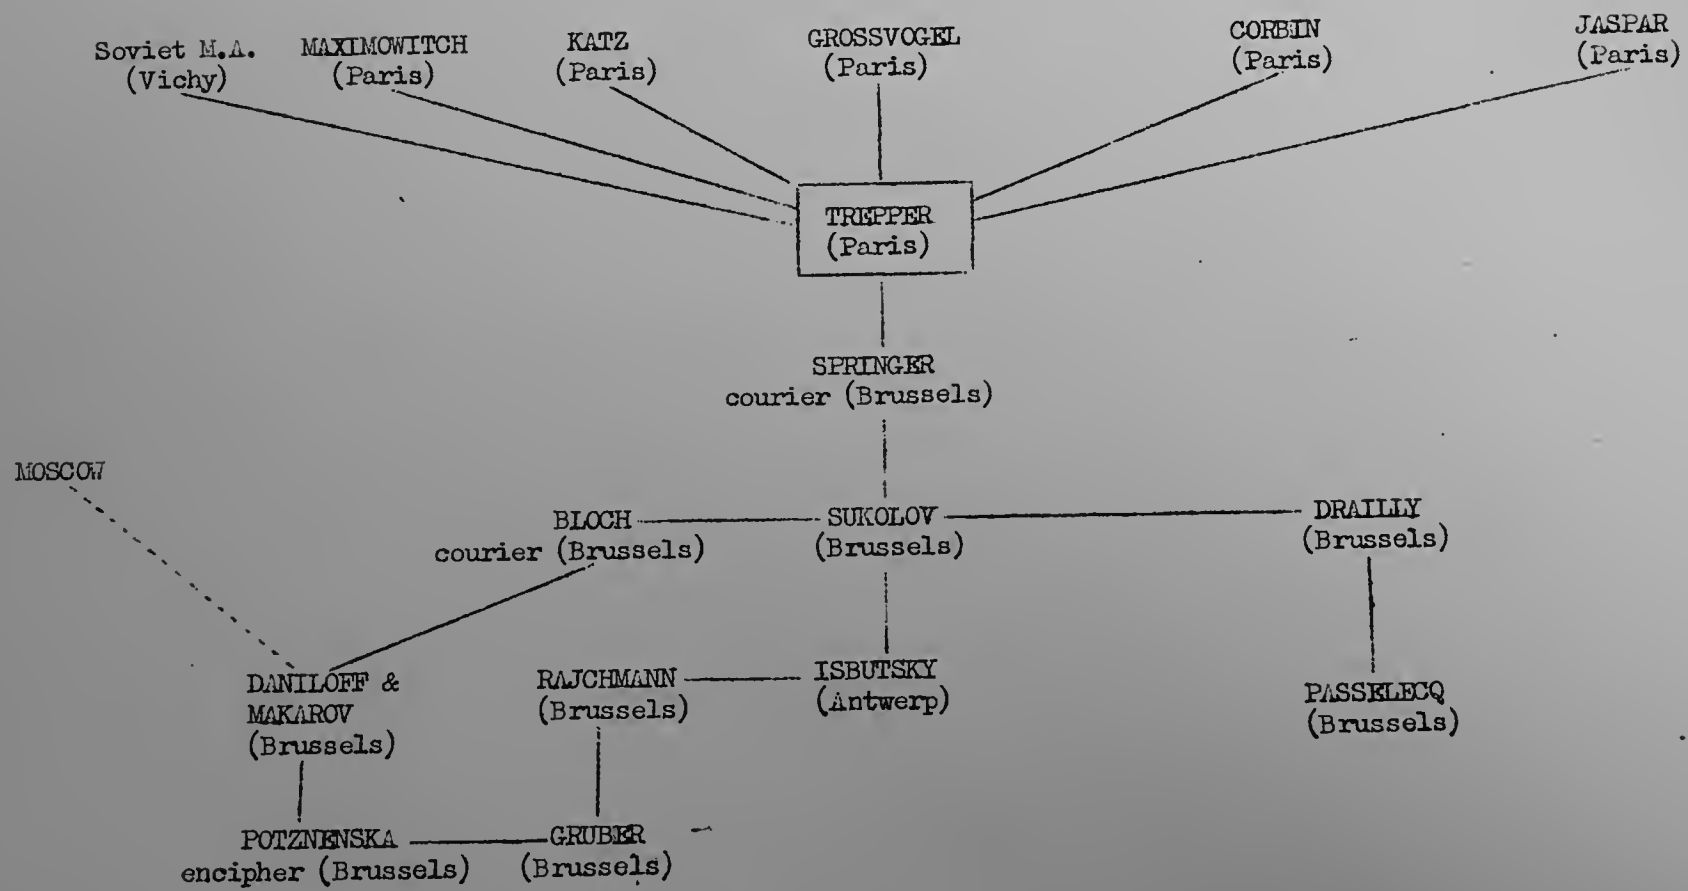 Soviet M.A.
(Vichy)
MAXIMOWITCH
(Paris)
KATZ
(Paris)
GROSSVOGEL
(Paris)
CORBIN
(Paris)
JASPAR
(Paris)
TREPPER
(Paris)
SPRINGER
courier (Brussels)
MOSCOW
BLOCH
courier (Brussels)
SUKOLOV
(Brussels)
DRAILLY
(Brussels)
DANILOFF &
MAKAROV
(Brussels)
RAJCHMANN
(Brussels)
ISBUTSKY
(Antwerp)
PASSELECQ
(Brussels)
POTZNENSKA
encipher (Brussels)
GRUBER
(Brussels)